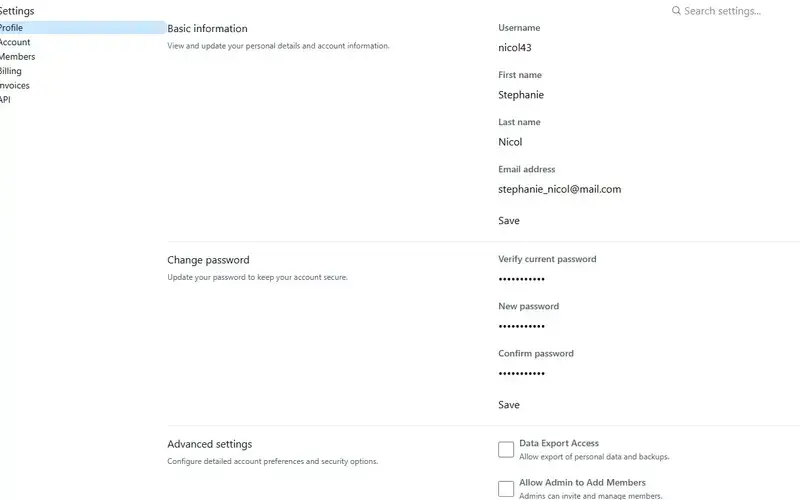 Settings
Search settings...
Profile
Account
Members
Billing
Invoices
API
Basic information
View and update your personal details and account information.
Username
nicol43
First name
Stephanie
Last name
Nicol
Email address
stephanie_nicol@mail.com
Save
Change password
Update your password to keep your account secure.
Verify current password
•••••••••••
New password
•••••••••••
Confirm password
•••••••••••
Save
Advanced settings
Configure detailed account preferences and security options.
Data Export Access
Allow export of personal data and backups.
Allow Admin to Add Members
Admins can invite and manage members.